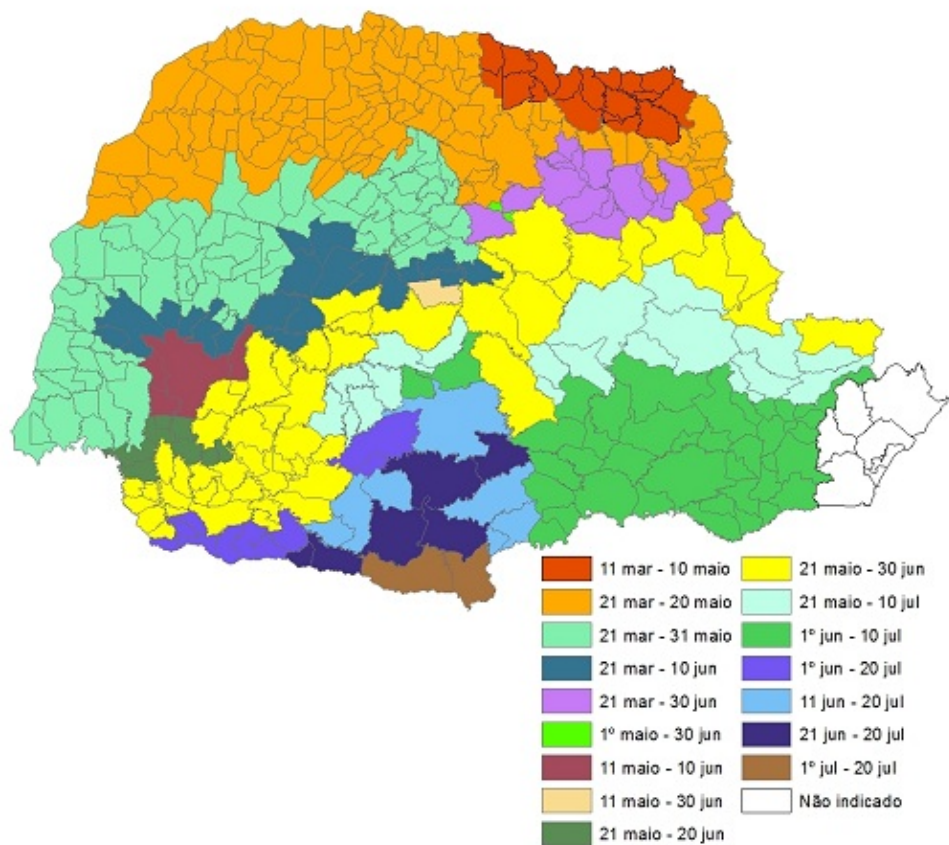 11 mar - 10 maio
21 mar - 20 maio
21 mar - 31 maio
21 mar - 10 jun
21 mar - 30 jun
1º maio - 30 jun
11 maio - 10 jun
11 maio - 30 jun
21 maio - 20 jun
21 maio - 30 jun
21 maio - 10 jul
1º jun - 10 jul
1º jun - 20 jul
11 jun - 20 jul
21 jun - 20 jul
1º jul - 20 jul
Não indicado